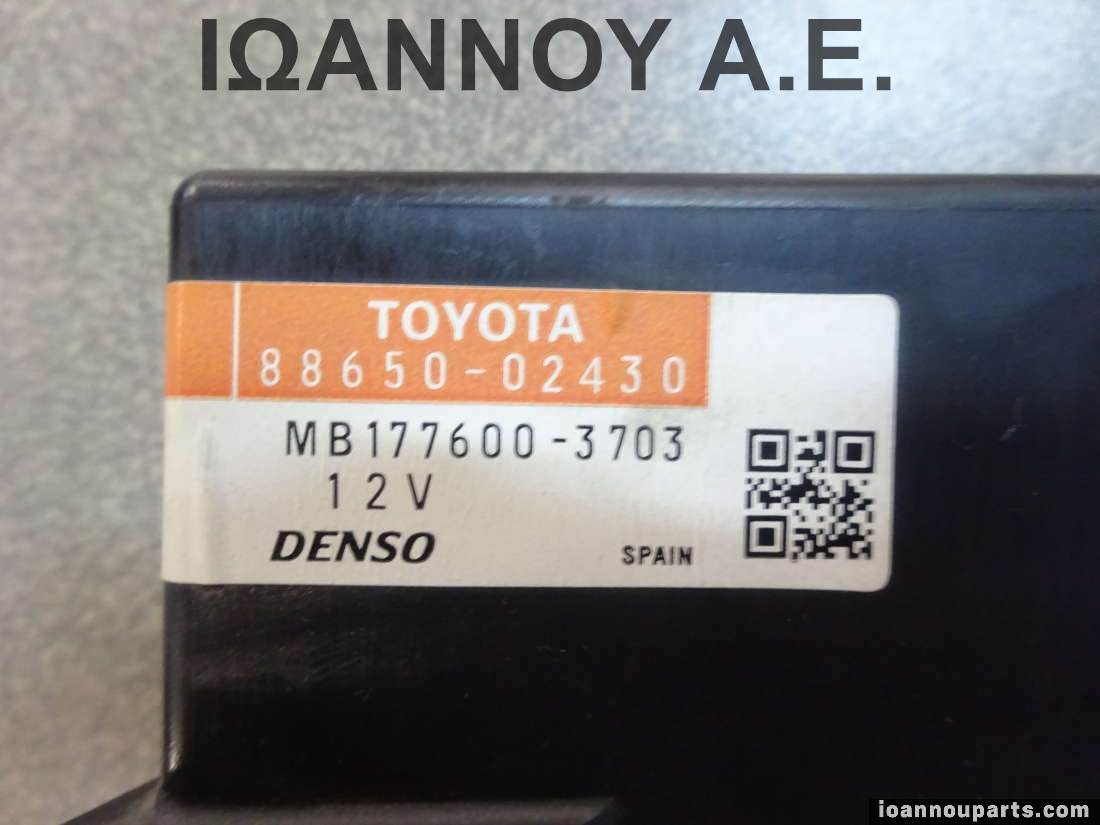 ΙΩΑΝΝΟΥ Α.Ε.
TOYOTA
88650-02430
MB177600-3703
12V
DENSO
SPAIN
ioannouparts.com